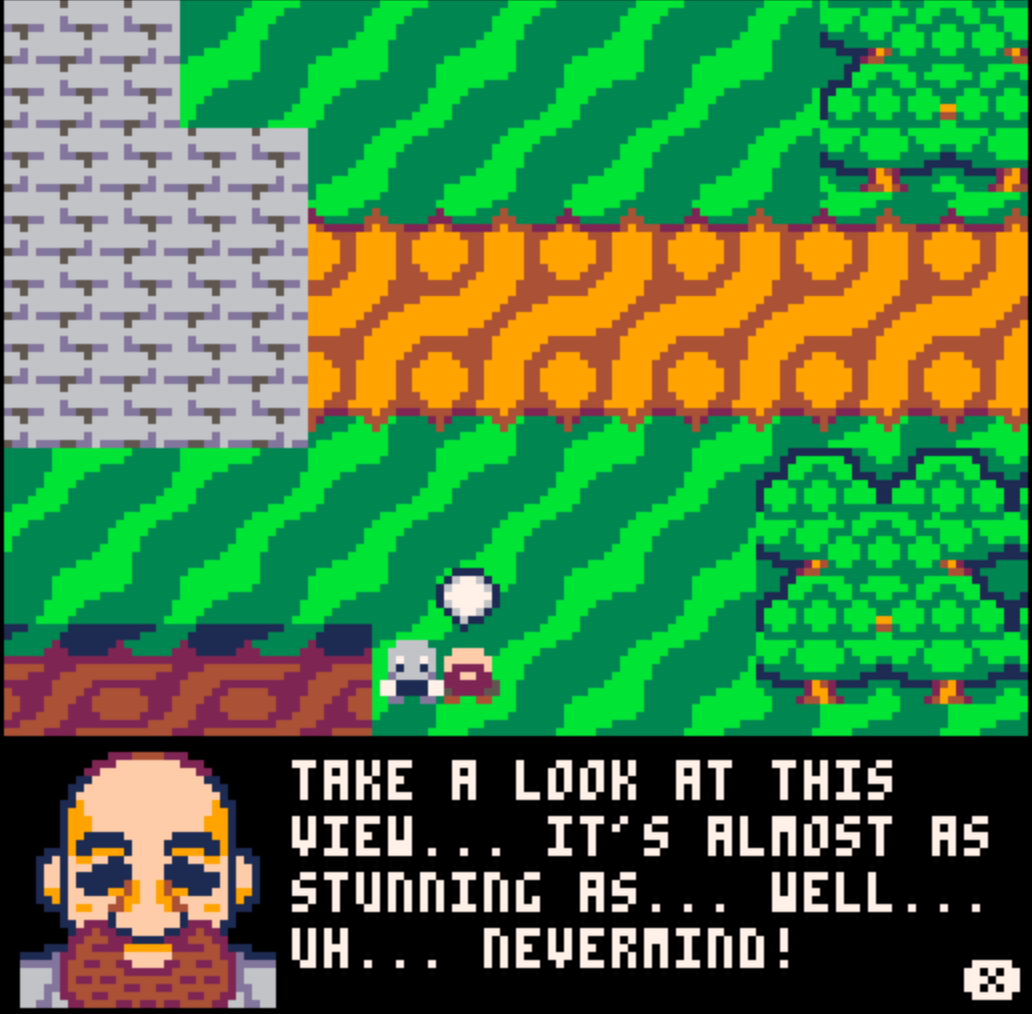 TAKE A LOOK AT THIS
VIEW... IT'S ALMOST AS
STUNNING AS... WELL...
UH... NEVERMIND!
X